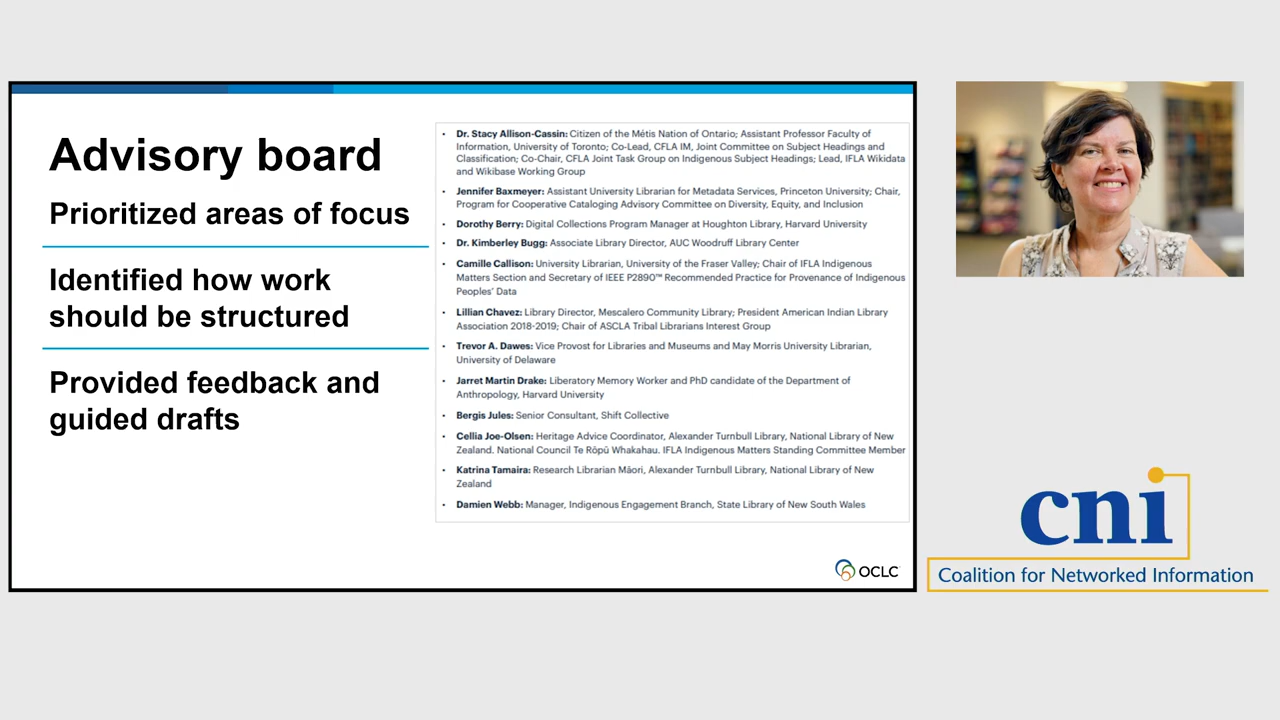 Advisory board
Prioritized areas of focus
Identified how work
should be structured
Provided feedback and
guided drafts
• Dr. Stacy Allison-Cassin: Citizen of the Métis Nation of Ontario; Assistant Professor Faculty of
Information, University of Toronto; Co-Lead, CFLA IM, Joint Committee on Subject Headings and
Classification; Co-Chair, CFLA Joint Task Group on Indigenous Subject Headings; Lead, IFLA Wikidata
and Wikibase Working Group
• Jennifer Baxmeyer: Assistant University Librarian for Metadata Services, Princeton University; Chair,
Program for Cooperative Cataloging Advisory Committee on Diversity, Equity, and Inclusion
• Dorothy Berry: Digital Collections Program Manager at Houghton Library, Harvard University
• Dr. Kimberley Bugg: Associate Library Director, AUC Woodruff Library Center
• Camille Callison: University Librarian, University of the Fraser Valley; Chair of IFLA Indigenous
Matters Section and Secretary of IEEE P2890™ Recommended Practice for Provenance of Indigenous
Peoples' Data
• Lillian Chavez: Library Director, Mescalero Community Library; President American Indian Library
Association 2018-2019; Chair of ASCLA Tribal Librarians Interest Group
• Trevor A. Dawes: Vice Provost for Libraries and Museums and May Morris University Librarian,
University of Delaware
• Jarret Martin Drake: Liberatory Memory Worker and PhD candidate of the Department of
Anthropology, Harvard University
• Bergis Jules: Senior Consultant, Shift Collective
• Cellia Joe-Olsen: Heritage Advice Coordinator, Alexander Turnbull Library, National Library of New
Zealand. National Council Te Rōpū Whakahau. IFLA Indigenous Matters Standing Committee Member
• Katrina Tamaira: Research Librarian Māori, Alexander Turnbull Library, National Library of New
Zealand
• Damien Webb: Manager, Indigenous Engagement Branch, State Library of New South Wales
OCLC
cni
Coalition for Networked Information